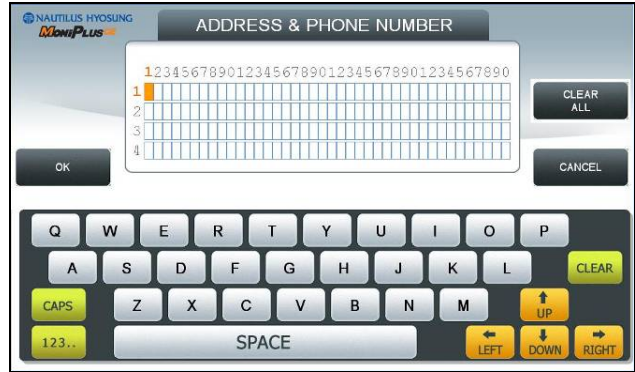 NAUTILUS HYOSUNG
MONIPLUS
ADDRESS & PHONE NUMBER
123456789012345678901234567890
1
2
3
4
CLEAR
ALL
OK
CANCEL
Q W E R T Y U I O P
A S D F G H J K L CLEAR
CAPS Z X C V B N M UP
123.. SPACE LEFT DOWN RIGHT